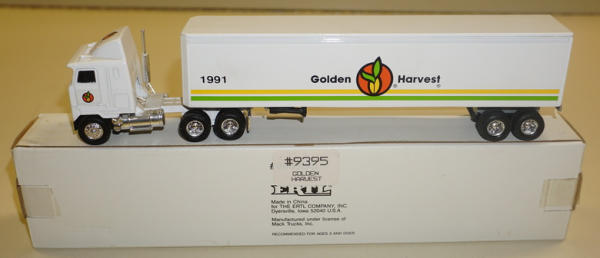 1991 Golden Harvest
#9395
GOLDEN
HARVEST
ERTL
Made in China
for THE ERTL COMPANY, INC
Dyersville, Iowa 52040 U.S.A.
Manufactured under license of
Mack Trucks, Inc.
RECOMMENDED FOR AGES 3 AND OVER